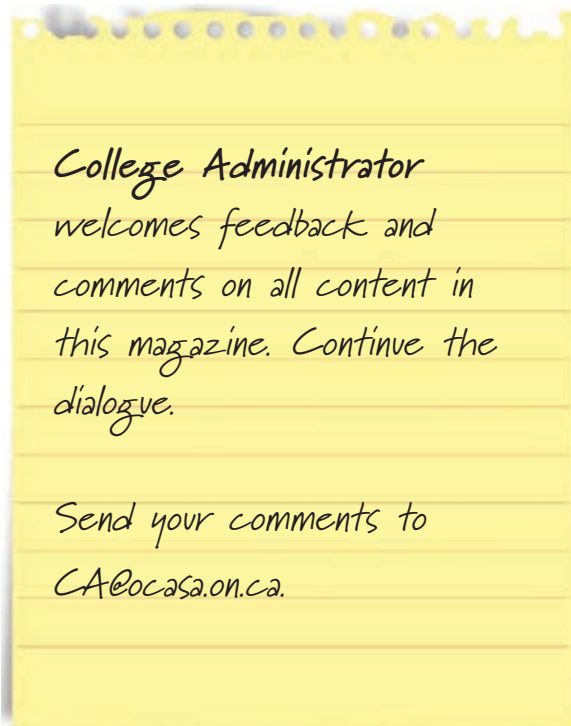 College Administrator
welcomes feedback and
comments on all content in
this magazine. Continue the
dialogue.
Send your comments to
CA@ocasa.on.ca.